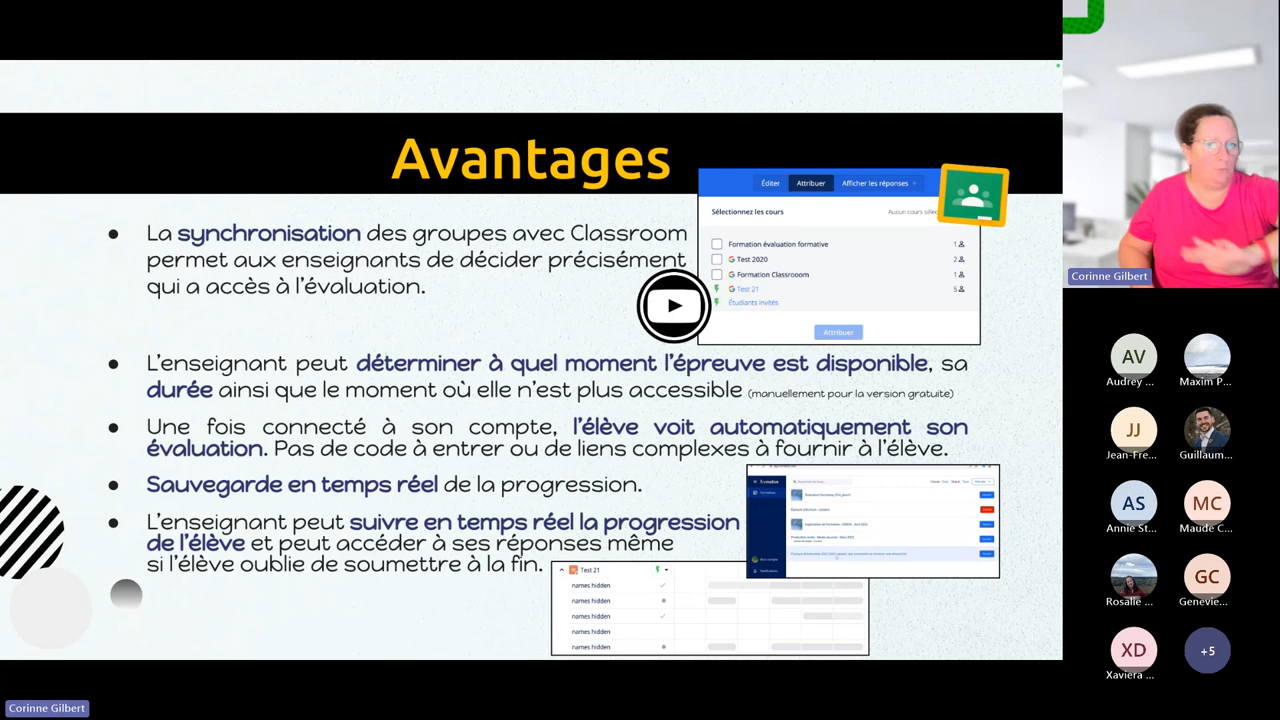 Avantages
La synchronisation des groupes avec Classroom
permet aux enseignants de décider précisément
qui a accès à l'évaluation.
Éditer
Attribuer
Afficher les réponses
Sélectionnez les cours
Formation évaluation formative
1
Test 2020
2
Formation Classrooom
1
Test 21
5
Étudiants invités
Attribuer
L'enseignant peut déterminer à quel moment l'épreuve est disponible, sa
durée ainsi que le moment où elle n'est plus accessible (manuellement pour la version gratuite)
Une fois connecté à son compte, l'élève voit automatiquement son
évaluation. Pas de code à entrer ou de liens complexes à fournir à l'élève.
Sauvegarde en temps réel de la progression.
L'enseignant peut suivre en temps réel la progression
de l'élève et peut accéder à ses réponses même
si l'élève oublie de soumettre à la fin.
Test 21
names hidden
names hidden
names hidden
names hidden
names hidden
Corinne Gilbert
AV
Audrey ...
Maxim P...
JJ
Jean-Fre...
Guillaum...
AS
Annie St...
MC
Maude C...
Rosalie ...
GC
Genevie...
XD
Xaviera ...
+5
Corinne Gilbert